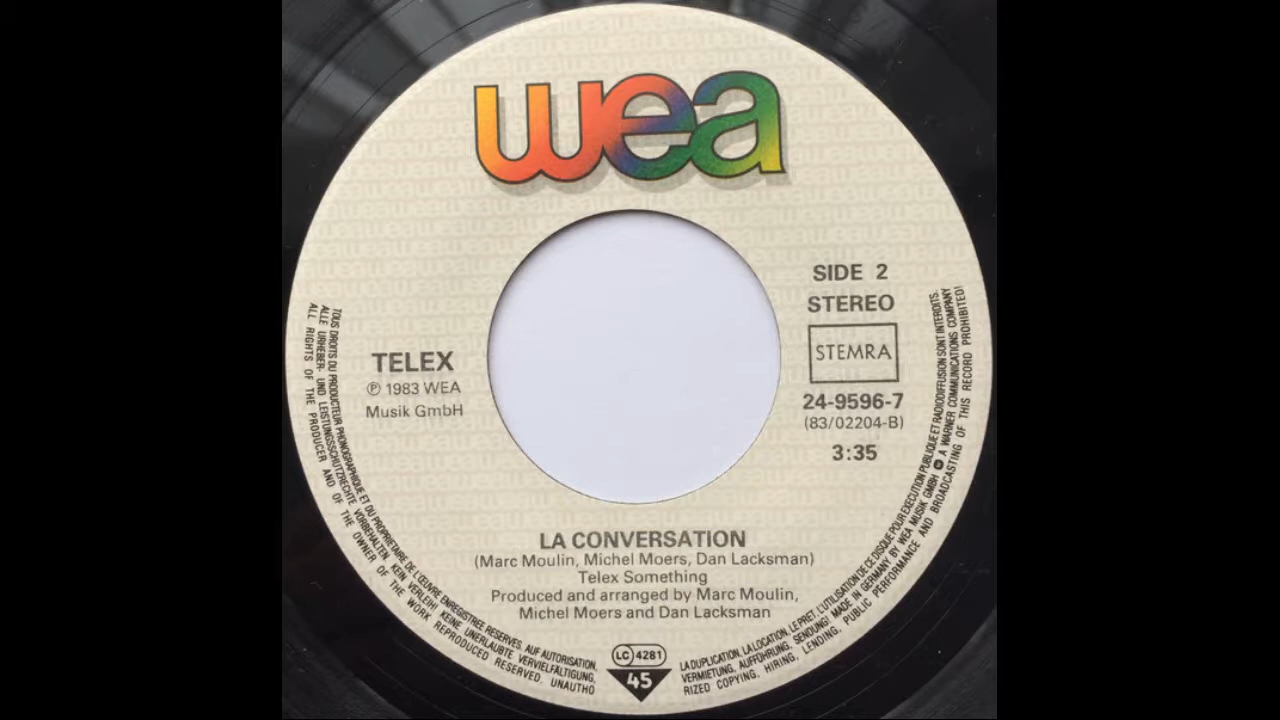 wea
SIDE 2
STEREO
STEMRA
24-9596-7
(83/02204-B)
3:35
TELEX
℗ 1983 WEA
Musik GmbH
LA CONVERSATION
(Marc Moulin, Michel Moers, Dan Lacksman)
Telex Something
Produced and arranged by Marc Moulin,
Michel Moers and Dan Lacksman
LC 4281
45
TOUS DROITS DU PRODUCTEUR PHONOGRAPHIQUE ET DU PROPRIETAIRE DE L'ŒUVRE ENREGISTREE RESERVES. AUF AUTORISATION,
ALLE URHEBER- UND LEISTUNGSSCHUTZRECHTE VORBEHALTEN. KEIN VERLEIH! KEINE UNERLAUBTE VERVIELFÄLTIGUNG,
ALL RIGHTS OF THE PRODUCER AND OF THE OWNER OF THE WORK REPRODUCED RESERVED. UNAUTHO
LA DUPLICATION, LA LOCATION, LE PRET, L'UTILISATION DE CE DISQUE POUR EXECUTION PUBLIQUE ET RADIODIFFUSION SONT INTERDITS.
VERMIETUNG, AUFFÜHRUNG, SENDUNG! MADE IN GERMANY BY WEA MUSIK GMBH A WARNER COMMUNICATIONS COMPANY
RIZED COPYING, HIRING, LENDING, PUBLIC PERFORMANCE AND BROADCASTING OF THIS RECORD PROHIBITED!